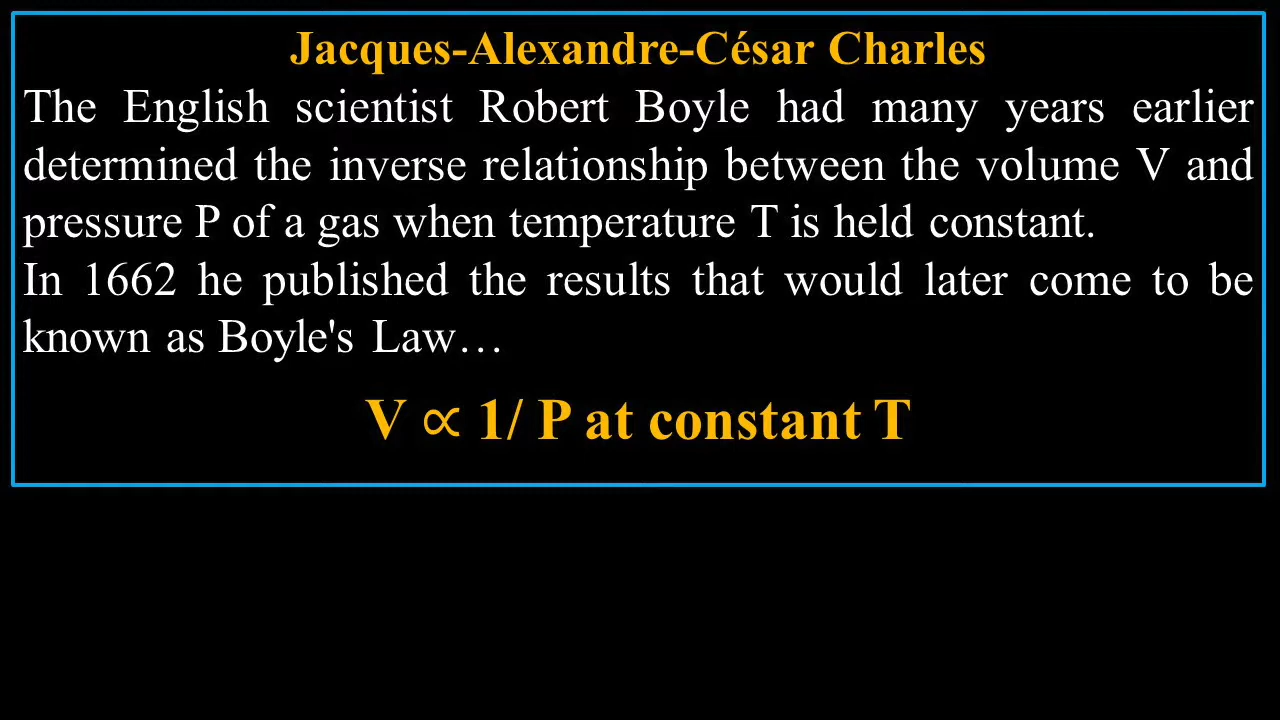 Jacques-Alexandre-César Charles
The English scientist Robert Boyle had many years earlier
determined the inverse relationship between the volume V and
pressure P of a gas when temperature T is held constant.
In 1662 he published the results that would later come to be
known as Boyle's Law…
V ∝ 1/ P at constant T